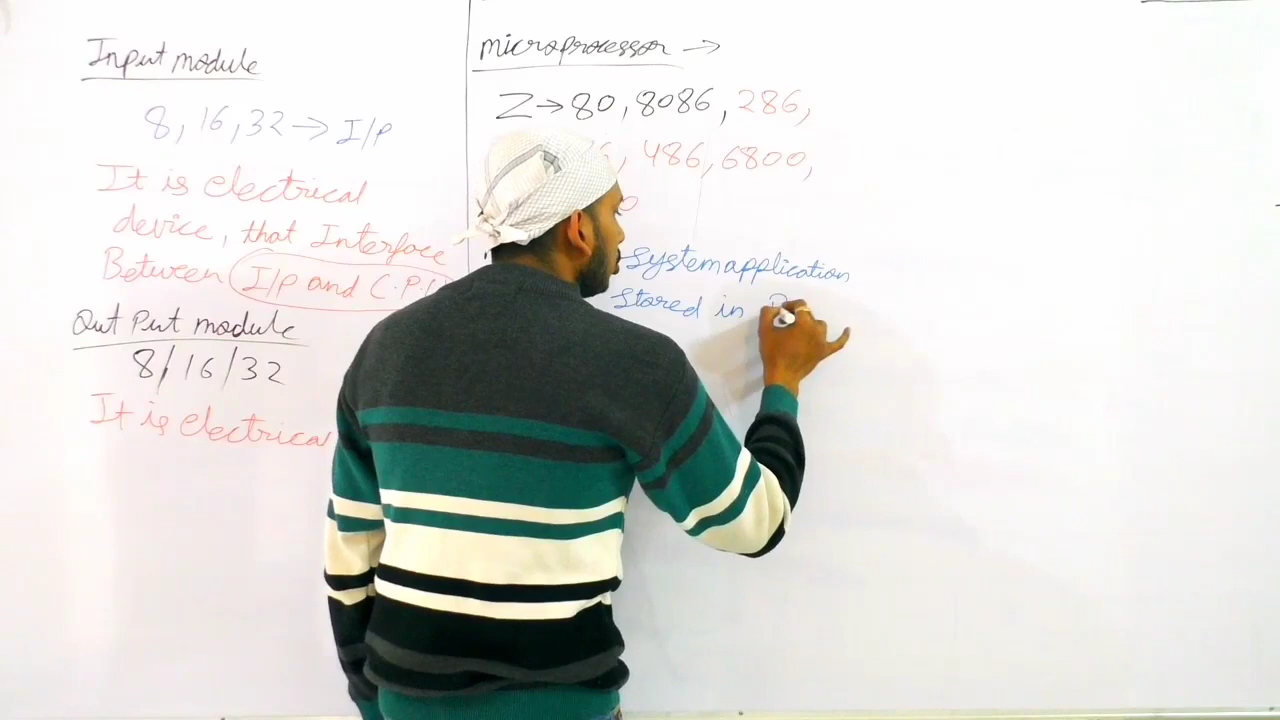 Input module
8, 16, 32 → I/P
It is electrical
device, that Interface
Between I/P and C.P.U
Out Put module
8/16/32
It is electrical
microprocessor →
Z → 80, 8086, 286,
486, 6800,
System application
Stored in